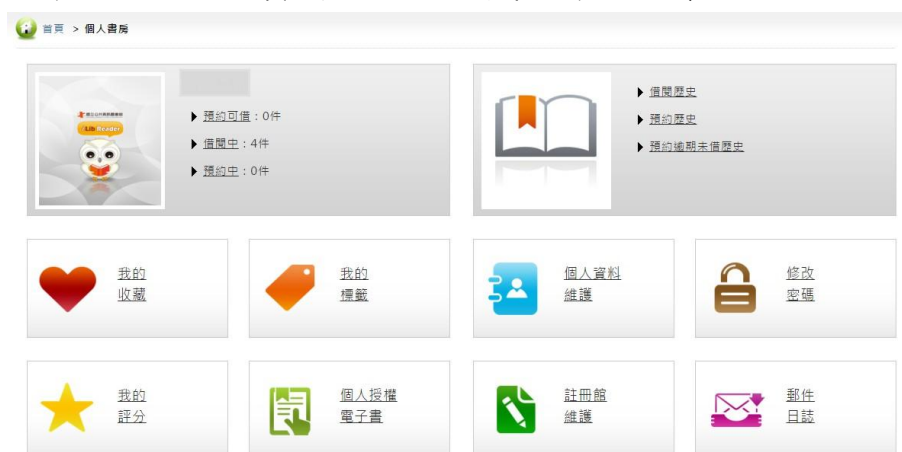 首頁 > 個人書房
iLib Reader
預約可借：0件
借閱中：4件
預約中：0件
借閱歷史
預約歷史
預約逾期未借歷史
我的
收藏
我的
標籤
個人資料
維護
修改
密碼
我的
評分
個人授權
電子書
註冊館
維護
郵件
日誌